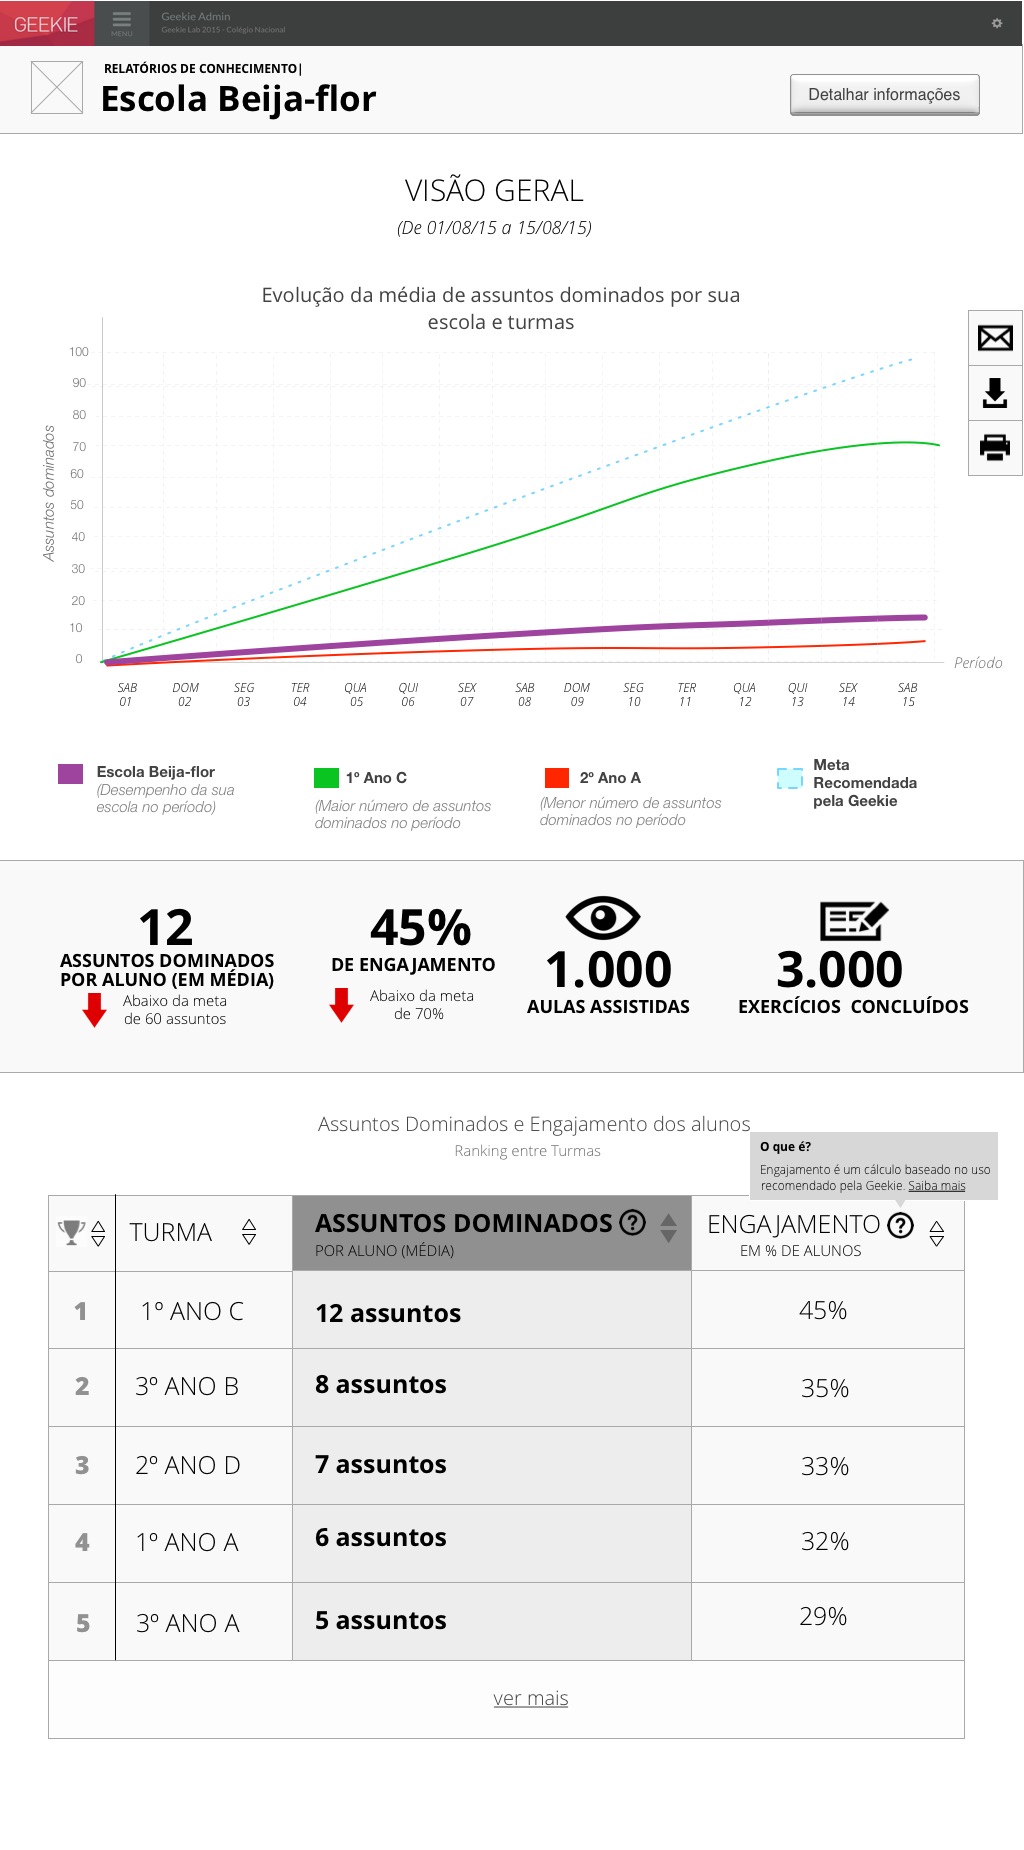 GEEKIE
MENU
Geekie Admin
Geekie Lab 2015 - Colégio Nacional
RELATÓRIOS DE CONHECIMENTO|
Escola Beija-flor
Detalhar informações
VISÃO GERAL
(De 01/08/15 a 15/08/15)
Evolução da média de assuntos dominados por sua
escola e turmas
Assuntos dominados
100
90
80
70
60
50
40
30
20
10
0
Período
SAB DOM SEG TER QUA QUI SEX SAB DOM SEG TER QUA QUI SEX SAB
01 02 03 04 05 06 07 08 09 10 11 12 13 14 15
Escola Beija-flor
(Desempenho da sua
escola no período)
1º Ano C
(Maior número de assuntos
dominados no período
2º Ano A
(Menor número de assuntos
dominados no período
Meta
Recomendada
pela Geekie
12
ASSUNTOS DOMINADOS
POR ALUNO (EM MÉDIA)
Abaixo da meta
de 60 assuntos
45%
DE ENGAJAMENTO
Abaixo da meta
de 70%
1.000
AULAS ASSISTIDAS
3.000
EXERCÍCIOS CONCLUÍDOS
Assuntos Dominados e Engajamento dos alunos
Ranking entre Turmas
O que é?
Engajamento é um cálculo baseado no uso
recomendado pela Geekie. Saiba mais
TURMA
ASSUNTOS DOMINADOS ?
POR ALUNO (MÉDIA)
ENGAJAMENTO ?
EM % DE ALUNOS
1 1º ANO C 12 assuntos 45%
2 3º ANO B 8 assuntos 35%
3 2º ANO D 7 assuntos 33%
4 1º ANO A 6 assuntos 32%
5 3º ANO A 5 assuntos 29%
ver mais